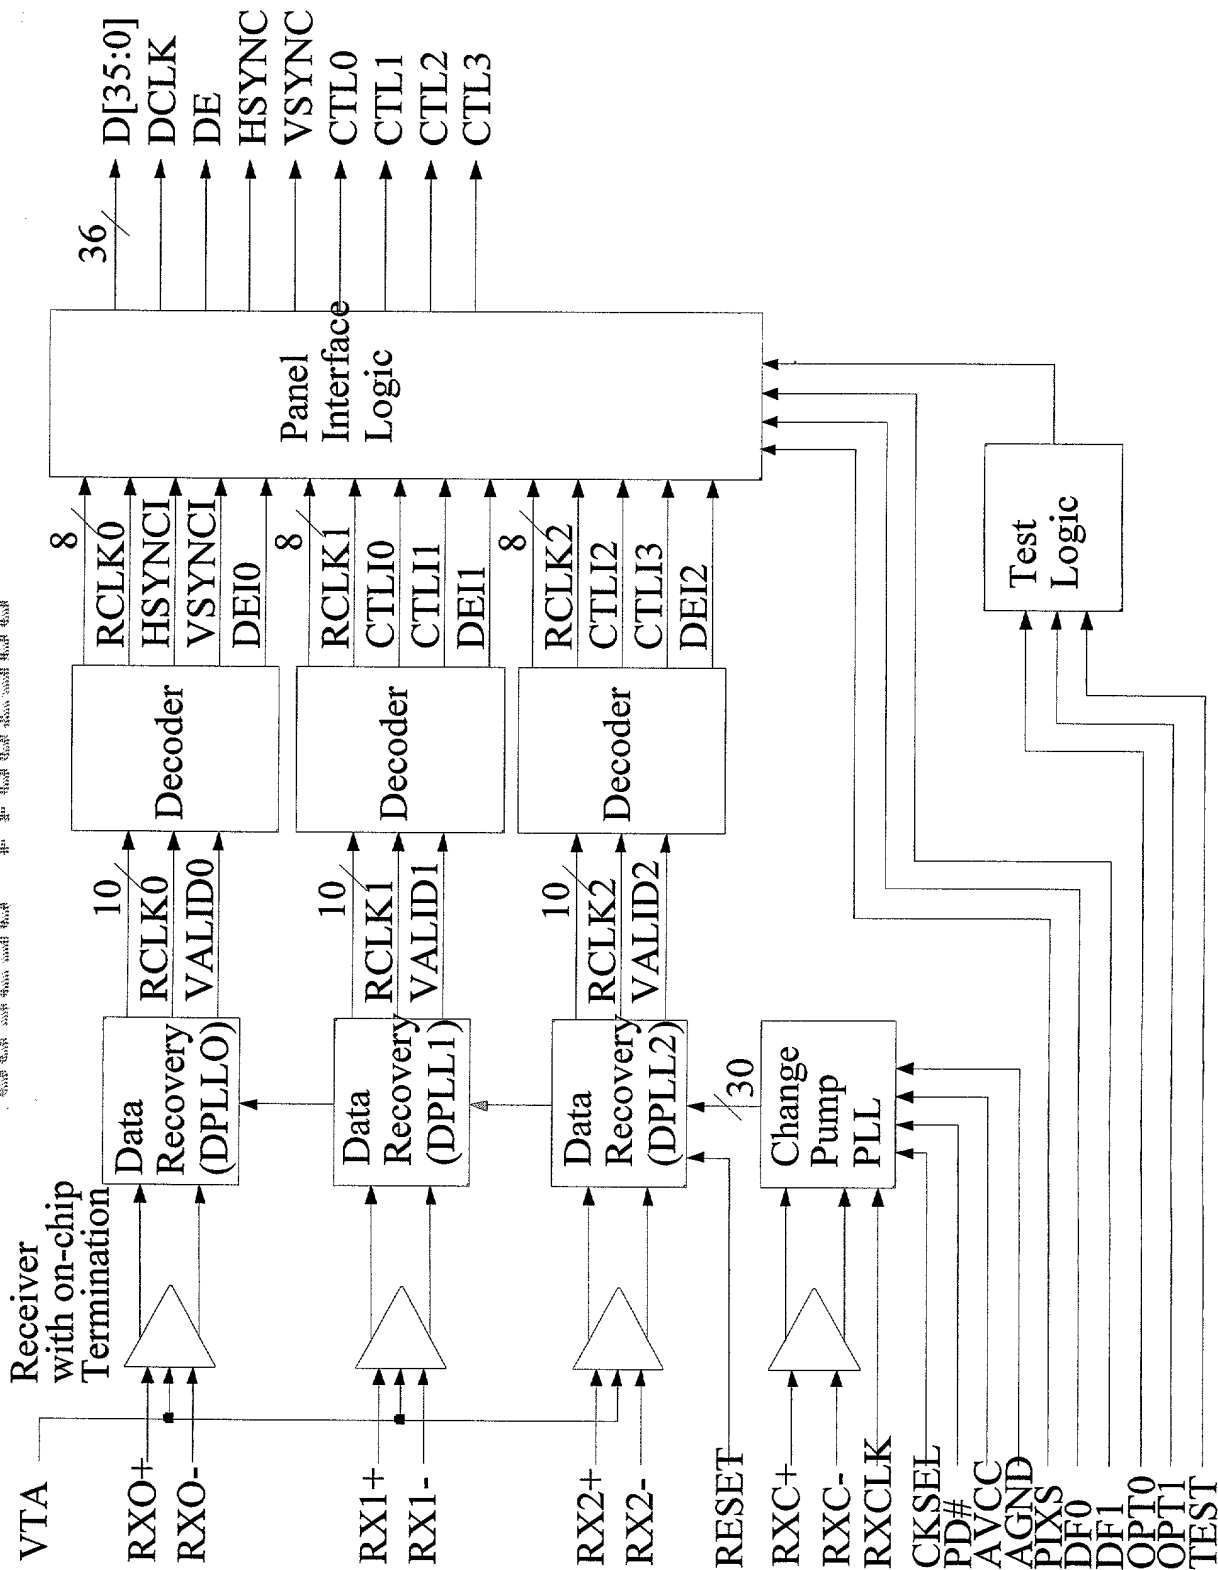 Receiver
with on-chip
Termination
VTA
RXO+
RXO-
RX1+
RX1-
RX2+
RX2-
RESET
RXC+
RXC-
RXCLK
CKSEL
PD#
AVCC
AGND
PIXS
DF0
DF1
OPT0
OPT1
TEST
Data
Recovery
(DPLLO)
Data
Recovery
(DPLL1)
Data
Recovery
(DPLL2)
30
Change
Pump
PLL
10
RCLK0
VALID0
10
RCLK1
VALID1
10
RCLK2
VALID2
Decoder
Decoder
Decoder
8
RCLK0
HSYNCI
VSYNCI
DEI0
8
RCLK1
CTLI0
CTLI1
DEI1
8
RCLK2
CTLI2
CTLI3
DEI2
Test
Logic
Panel
Interface
Logic
36
D[35:0]
DCLK
DE
HSYNC
VSYNC
CTL0
CTL1
CTL2
CTL3